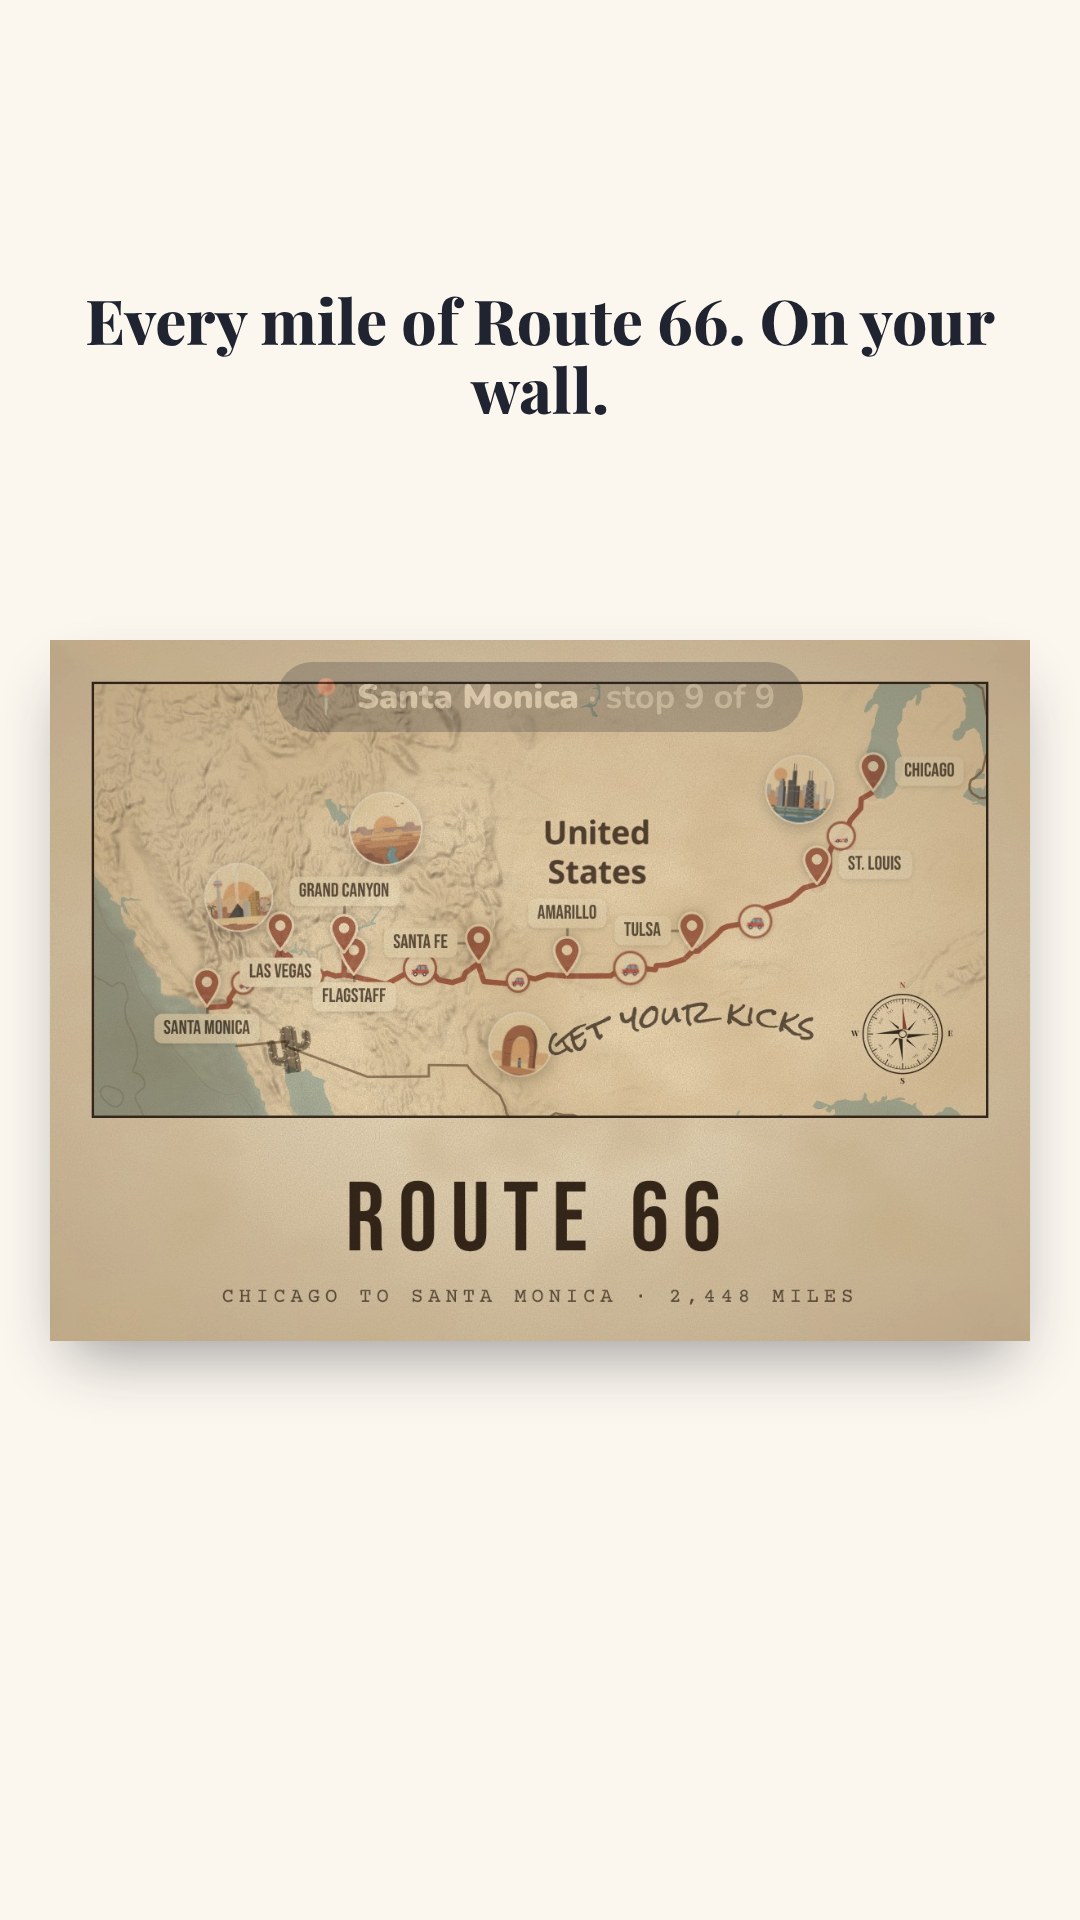 Every mile of Route 66. On your
wall.
📍 Santa Monica · stop 9 of 9
CHICAGO
United
States
ST. LOUIS
GRAND CANYON
AMARILLO
TULSA
SANTA FE
LAS VEGAS
FLAGSTAFF
SANTA MONICA
GET YOUR KICKS
N
W
E
S
ROUTE 66
CHICAGO TO SANTA MONICA · 2,448 MILES